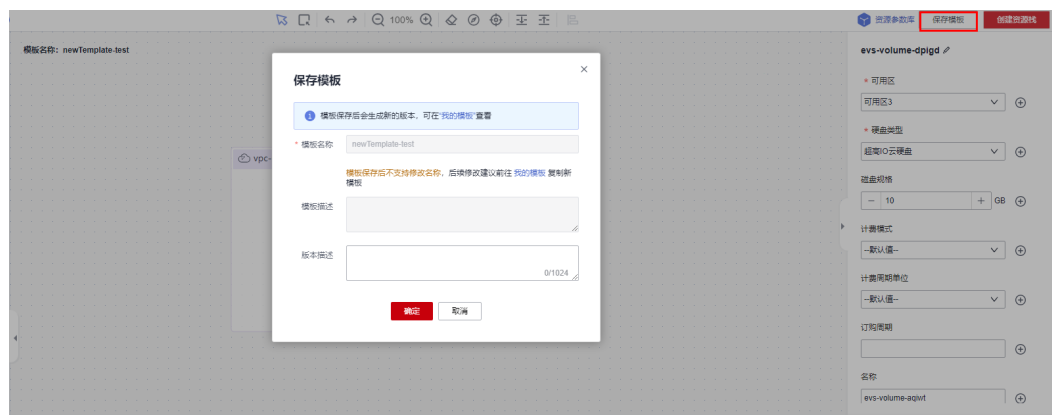 100%
资源参数库
保存模板
创建资源栈
模板名称：newTemplate-test
evs-volume-dpigd
保存模板
模板保存后会生成新的版本，可在“我的模板”查看
* 模板名称
newTemplate-test
模板保存后不支持修改名称，后续修改建议前往 我的模板 复制新
模板
模板描述
版本描述
0/1024
确定
取消
vpc-
* 可用区
可用区3
* 硬盘类型
超高IO云硬盘
磁盘规格
10
GB
计费模式
--默认值--
计费周期单位
--默认值--
订购周期
名称
evs-volume-aqiwt